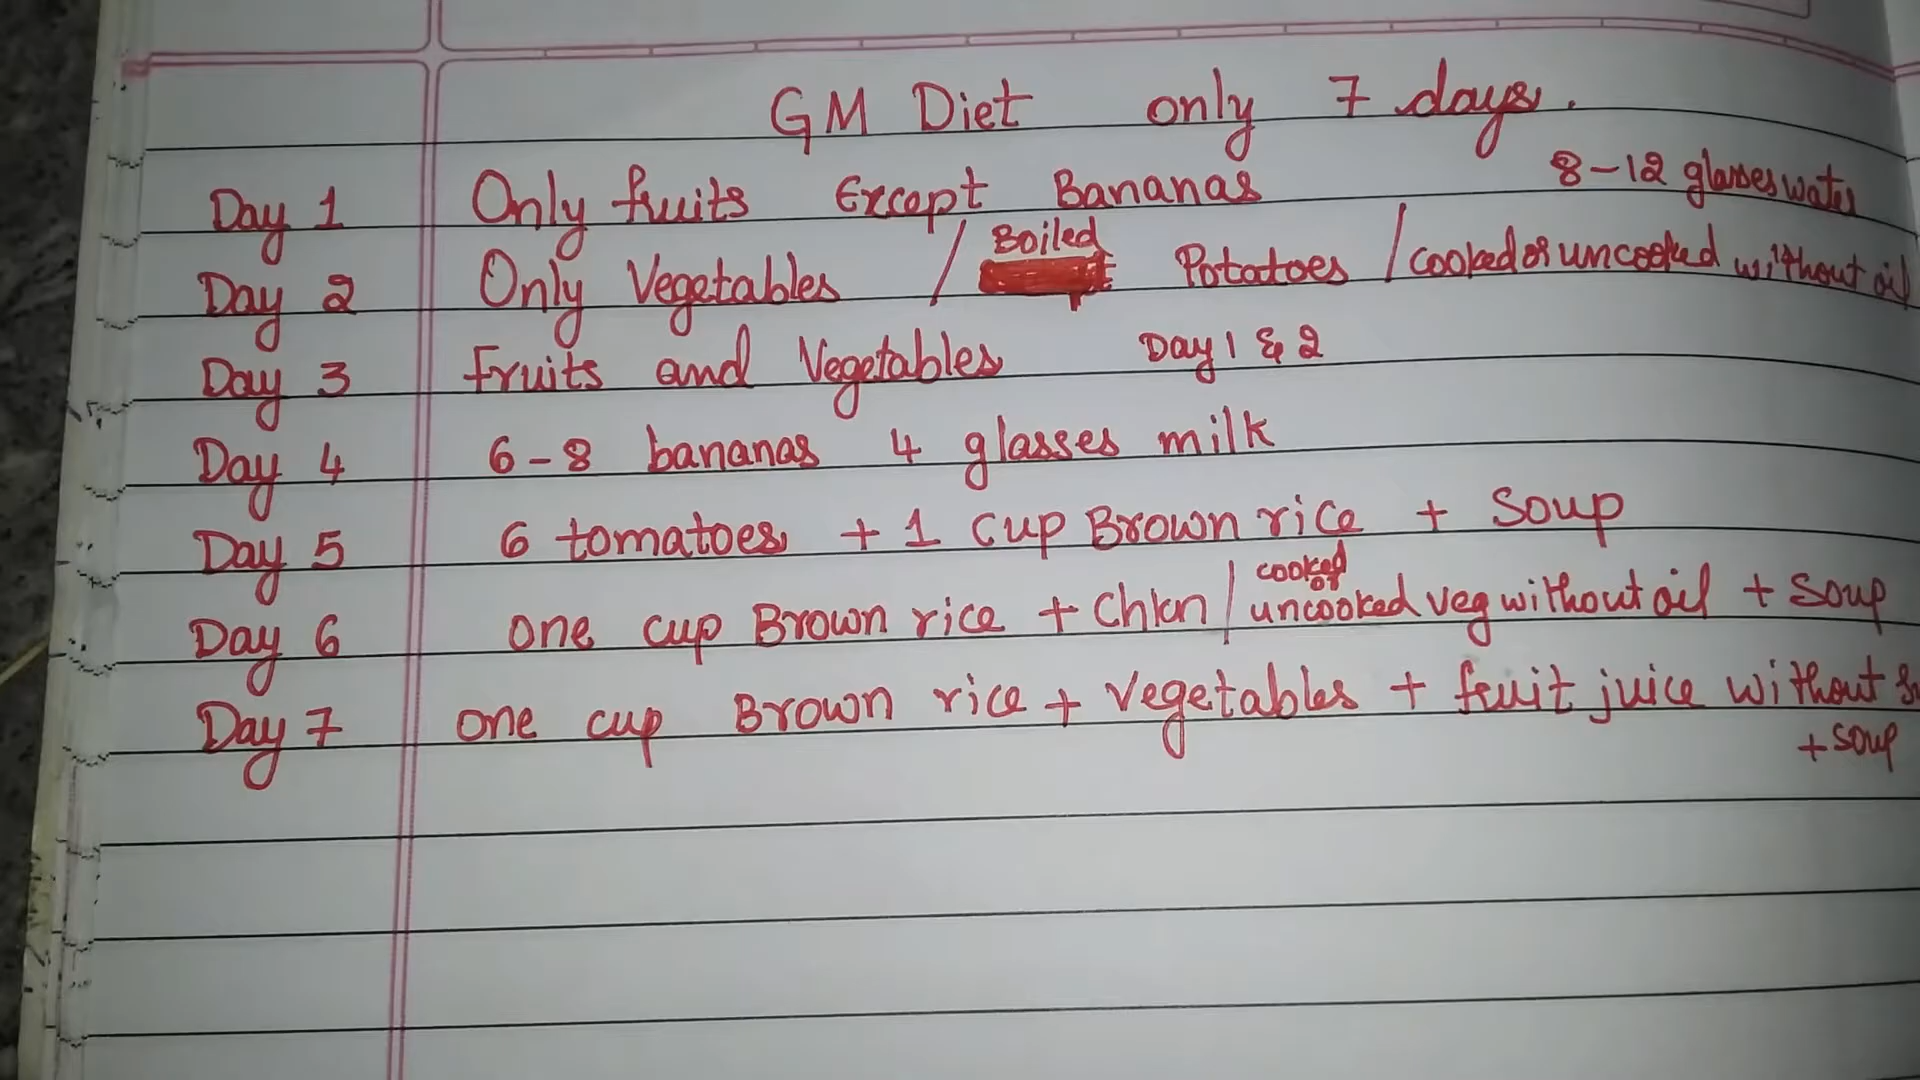 GM Diet only 7 days.
Day 1 Only fruits Except Bananas 8-12 glasses water
Day 2 Only Vegetables / Boiled Potatoes / cooked or uncooked without oil
Day 3 Fruits and Vegetables Day 1 & 2
Day 4 6-8 bananas 4 glasses milk
Day 5 6 tomatoes + 1 cup Brown rice + Soup
Day 6 one cup Brown rice + Chkn / cooked or uncooked veg without oil + Soup
Day 7 one cup Brown rice + Vegetables + fruit juice without
+ soup